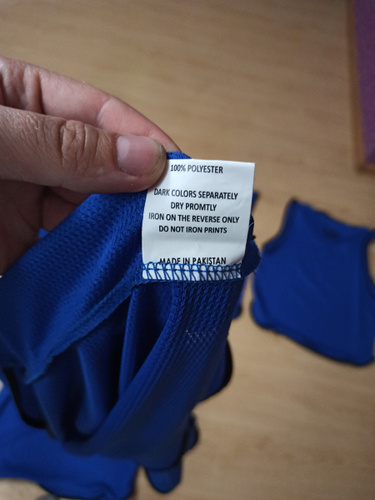 100% POLYESTER
DARK COLORS SEPARATELY
DRY PROMTLY
IRON ON THE REVERSE ONLY
DO NOT IRON PRINTS
MADE IN PAKISTAN